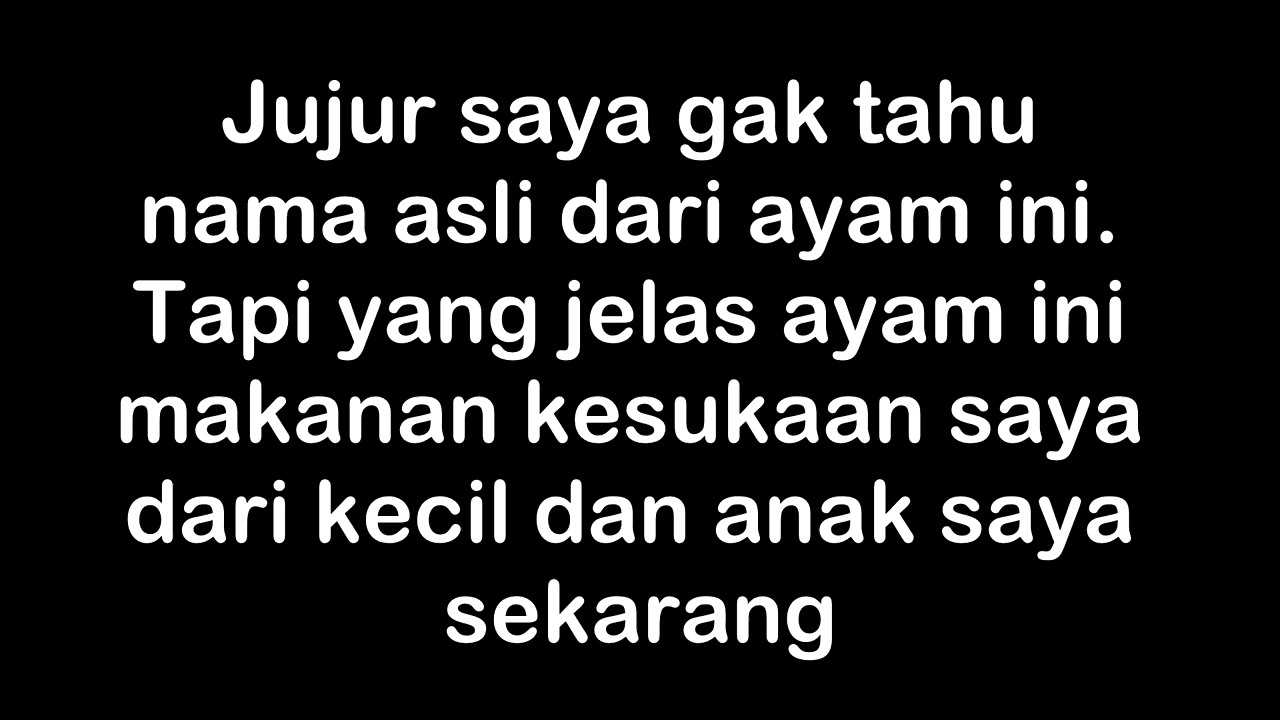 Jujur saya gak tahu
nama asli dari ayam ini.
Tapi yang jelas ayam ini
makanan kesukaan saya
dari kecil dan anak saya
sekarang